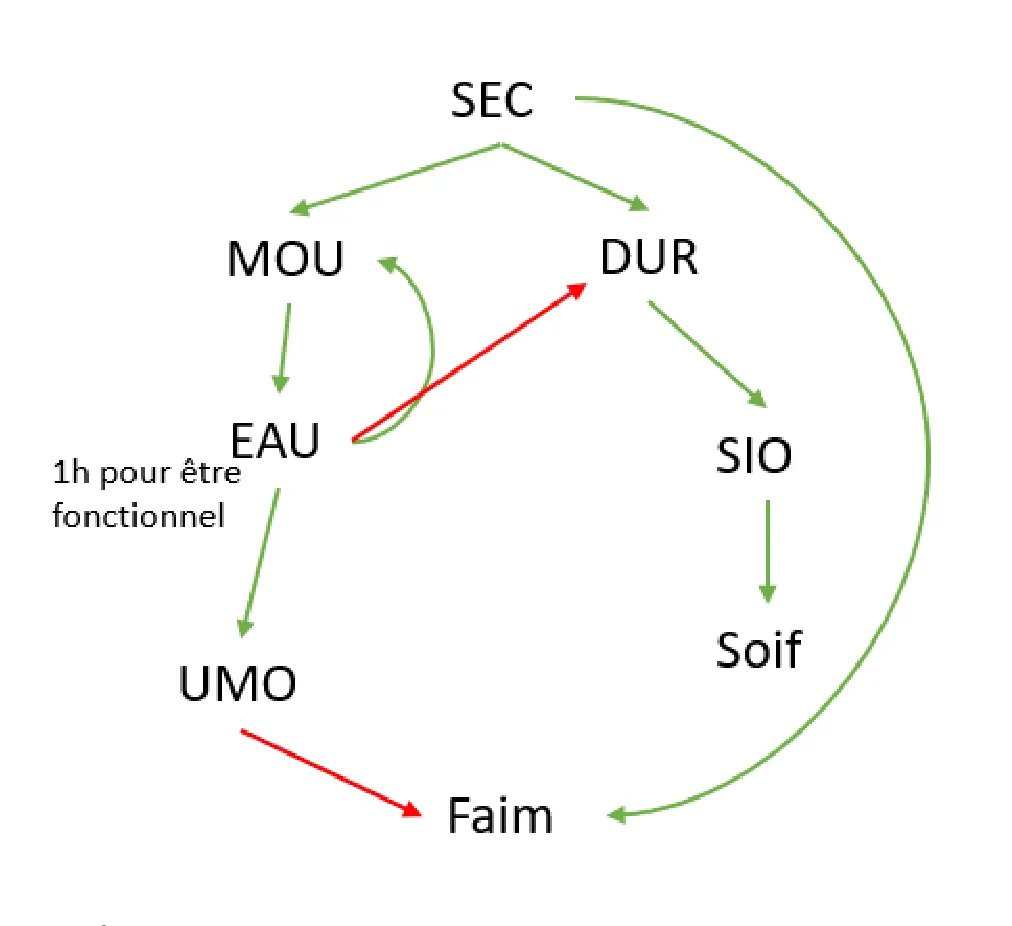 SEC
MOU
DUR
EAU
1h pour être
fonctionnel
SIO
Soif
UMO
Faim